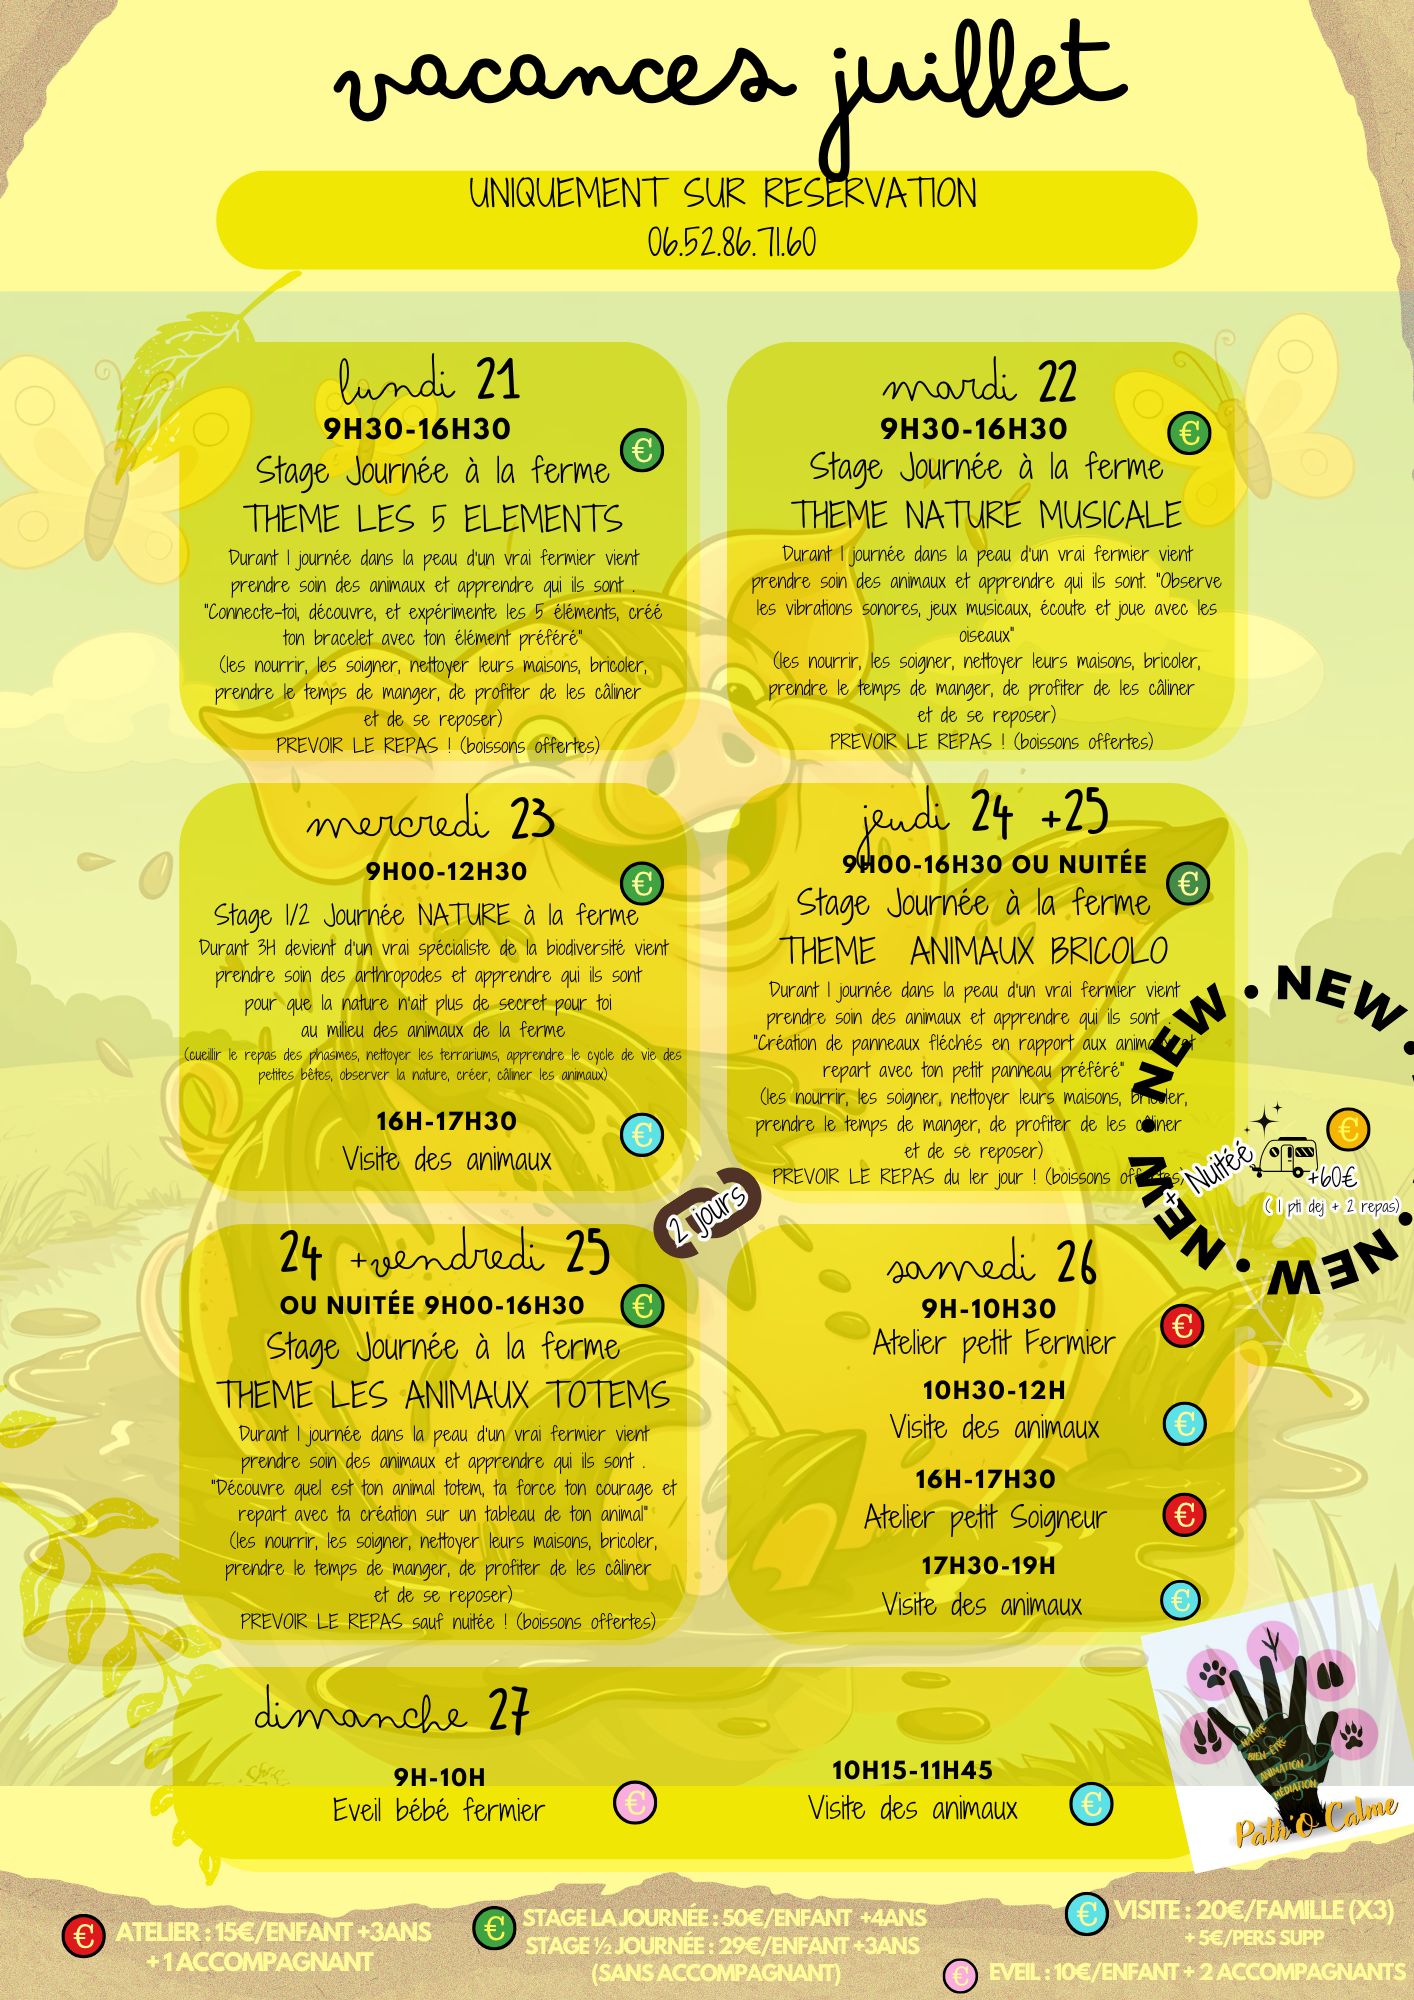 vacances juillet
UNIQUEMENT SUR RESERVATION
06.52.86.71.60
lundi 21
9H30-16H30
€
Stage Journée à la ferme
THEME LES 5 ELEMENTS
Durant 1 journée dans la peau d'un vrai fermier vient
prendre soin des animaux et apprendre qui ils sont .
"Connecte-toi, découvre, et expérimente les 5 éléments, créé
ton bracelet avec ton élément préféré"
(les nourrir, les soigner, nettoyer leurs maisons, bricoler,
prendre le temps de manger, de profiter de les câliner
et de se reposer)
PREVOIR LE REPAS ! (boissons offertes)
mardi 22
9H30-16H30
€
Stage Journée à la ferme
THEME NATURE MUSICALE
Durant 1 journée dans la peau d'un vrai fermier vient
prendre soin des animaux et apprendre qui ils sont. "Observe
les vibrations sonores, jeux musicaux, écoute et joue avec les
oiseaux"
(les nourrir, les soigner, nettoyer leurs maisons, bricoler,
prendre le temps de manger, de profiter de les câliner
et de se reposer)
PREVOIR LE REPAS ! (boissons offertes)
mercredi 23
9H00-12H30
€
Stage 1/2 Journée NATURE à la ferme
Durant 3H devient d'un vrai spécialiste de la biodiversité vient
prendre soin des arthropodes et apprendre qui ils sont
pour que la nature n'ait plus de secret pour toi
au milieu des animaux de la ferme
(cueillir le repas des phasmes, nettoyer les terrariums, apprendre le cycle de vie des
petites bêtes, observer la nature, créer, câliner les animaux)
16H-17H30
€
Visite des animaux
jeudi 24 +25
9H00-16H30 OU NUITÉE
€
Stage Journée à la ferme
THEME ANIMAUX BRICOLO
Durant 1 journée dans la peau d'un vrai fermier vient
prendre soin des animaux et apprendre qui ils sont .
"Création de panneaux fléchés en rapport aux animaux et
repart avec ton petit panneau préféré"
(les nourrir, les soigner, nettoyer leurs maisons, bricoler,
prendre le temps de manger, de profiter de les câliner
et de se reposer)
PREVOIR LE REPAS du 1er jour ! (boissons offertes)
NEW • NEW • NEW • NEW • NEW
€
+ Nuitéé
+60€
( 1 pti dej + 2 repas)
2 jours
24 +vendredi 25
OU NUITÉE 9H00-16H30
€
Stage Journée à la ferme
THEME LES ANIMAUX TOTEMS
Durant 1 journée dans la peau d'un vrai fermier vient
prendre soin des animaux et apprendre qui ils sont .
"Découvre quel est ton animal totem, ta force ton courage et
repart avec ta création sur un tableau de ton animal"
(les nourrir, les soigner, nettoyer leurs maisons, bricoler,
prendre le temps de manger, de profiter de les câliner
et de se reposer)
PREVOIR LE REPAS sauf nuitée ! (boissons offertes)
samedi 26
9H-10H30
€
Atelier petit Fermier
10H30-12H
€
Visite des animaux
16H-17H30
€
Atelier petit Soigneur
17H30-19H
€
Visite des animaux
dimanche 27
9H-10H
€
Eveil bébé fermier
10H15-11H45
€
Visite des animaux
NATURE
BIEN-ÊTRE
ANIMATION
MÉDIATION
Path'O Calme
€ ATELIER : 15€/ENFANT +3ANS
+ 1 ACCOMPAGNANT
€ STAGE LA JOURNÉE : 50€/ENFANT +4ANS
STAGE ½ JOURNÉE : 29€/ENFANT +3ANS
(SANS ACCOMPAGNANT)
€ VISITE : 20€/FAMILLE (X3)
+ 5€/PERS SUPP
€ EVEIL : 10€/ENFANT + 2 ACCOMPAGNANTS